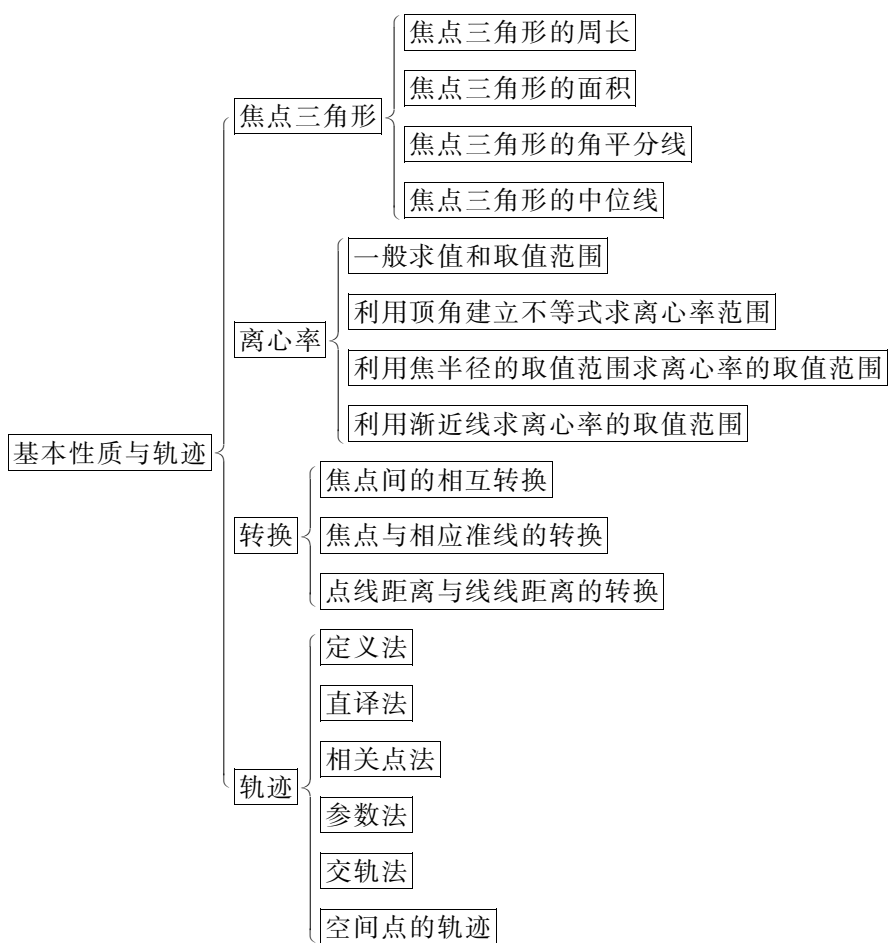 焦点三角形的周长
焦点三角形的面积
焦点三角形
焦点三角形的角平分线
焦点三角形的中位线
一般求值和取值范围
利用顶角建立不等式求离心率范围
离心率
利用焦半径的取值范围求离心率的取值范围
利用渐近线求离心率的取值范围
基本性质与轨迹
焦点间的相互转换
转换
焦点与相应准线的转换
点线距离与线线距离的转换
定义法
直译法
相关点法
轨迹
参数法
交轨法
空间点的轨迹